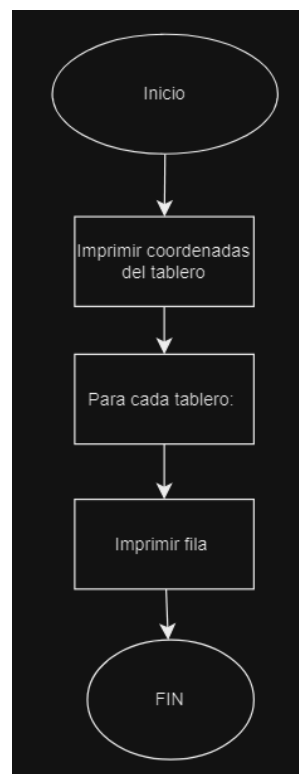 Inicio
Imprimir coordenadas
del tablero
Para cada tablero:
Imprimir fila
FIN